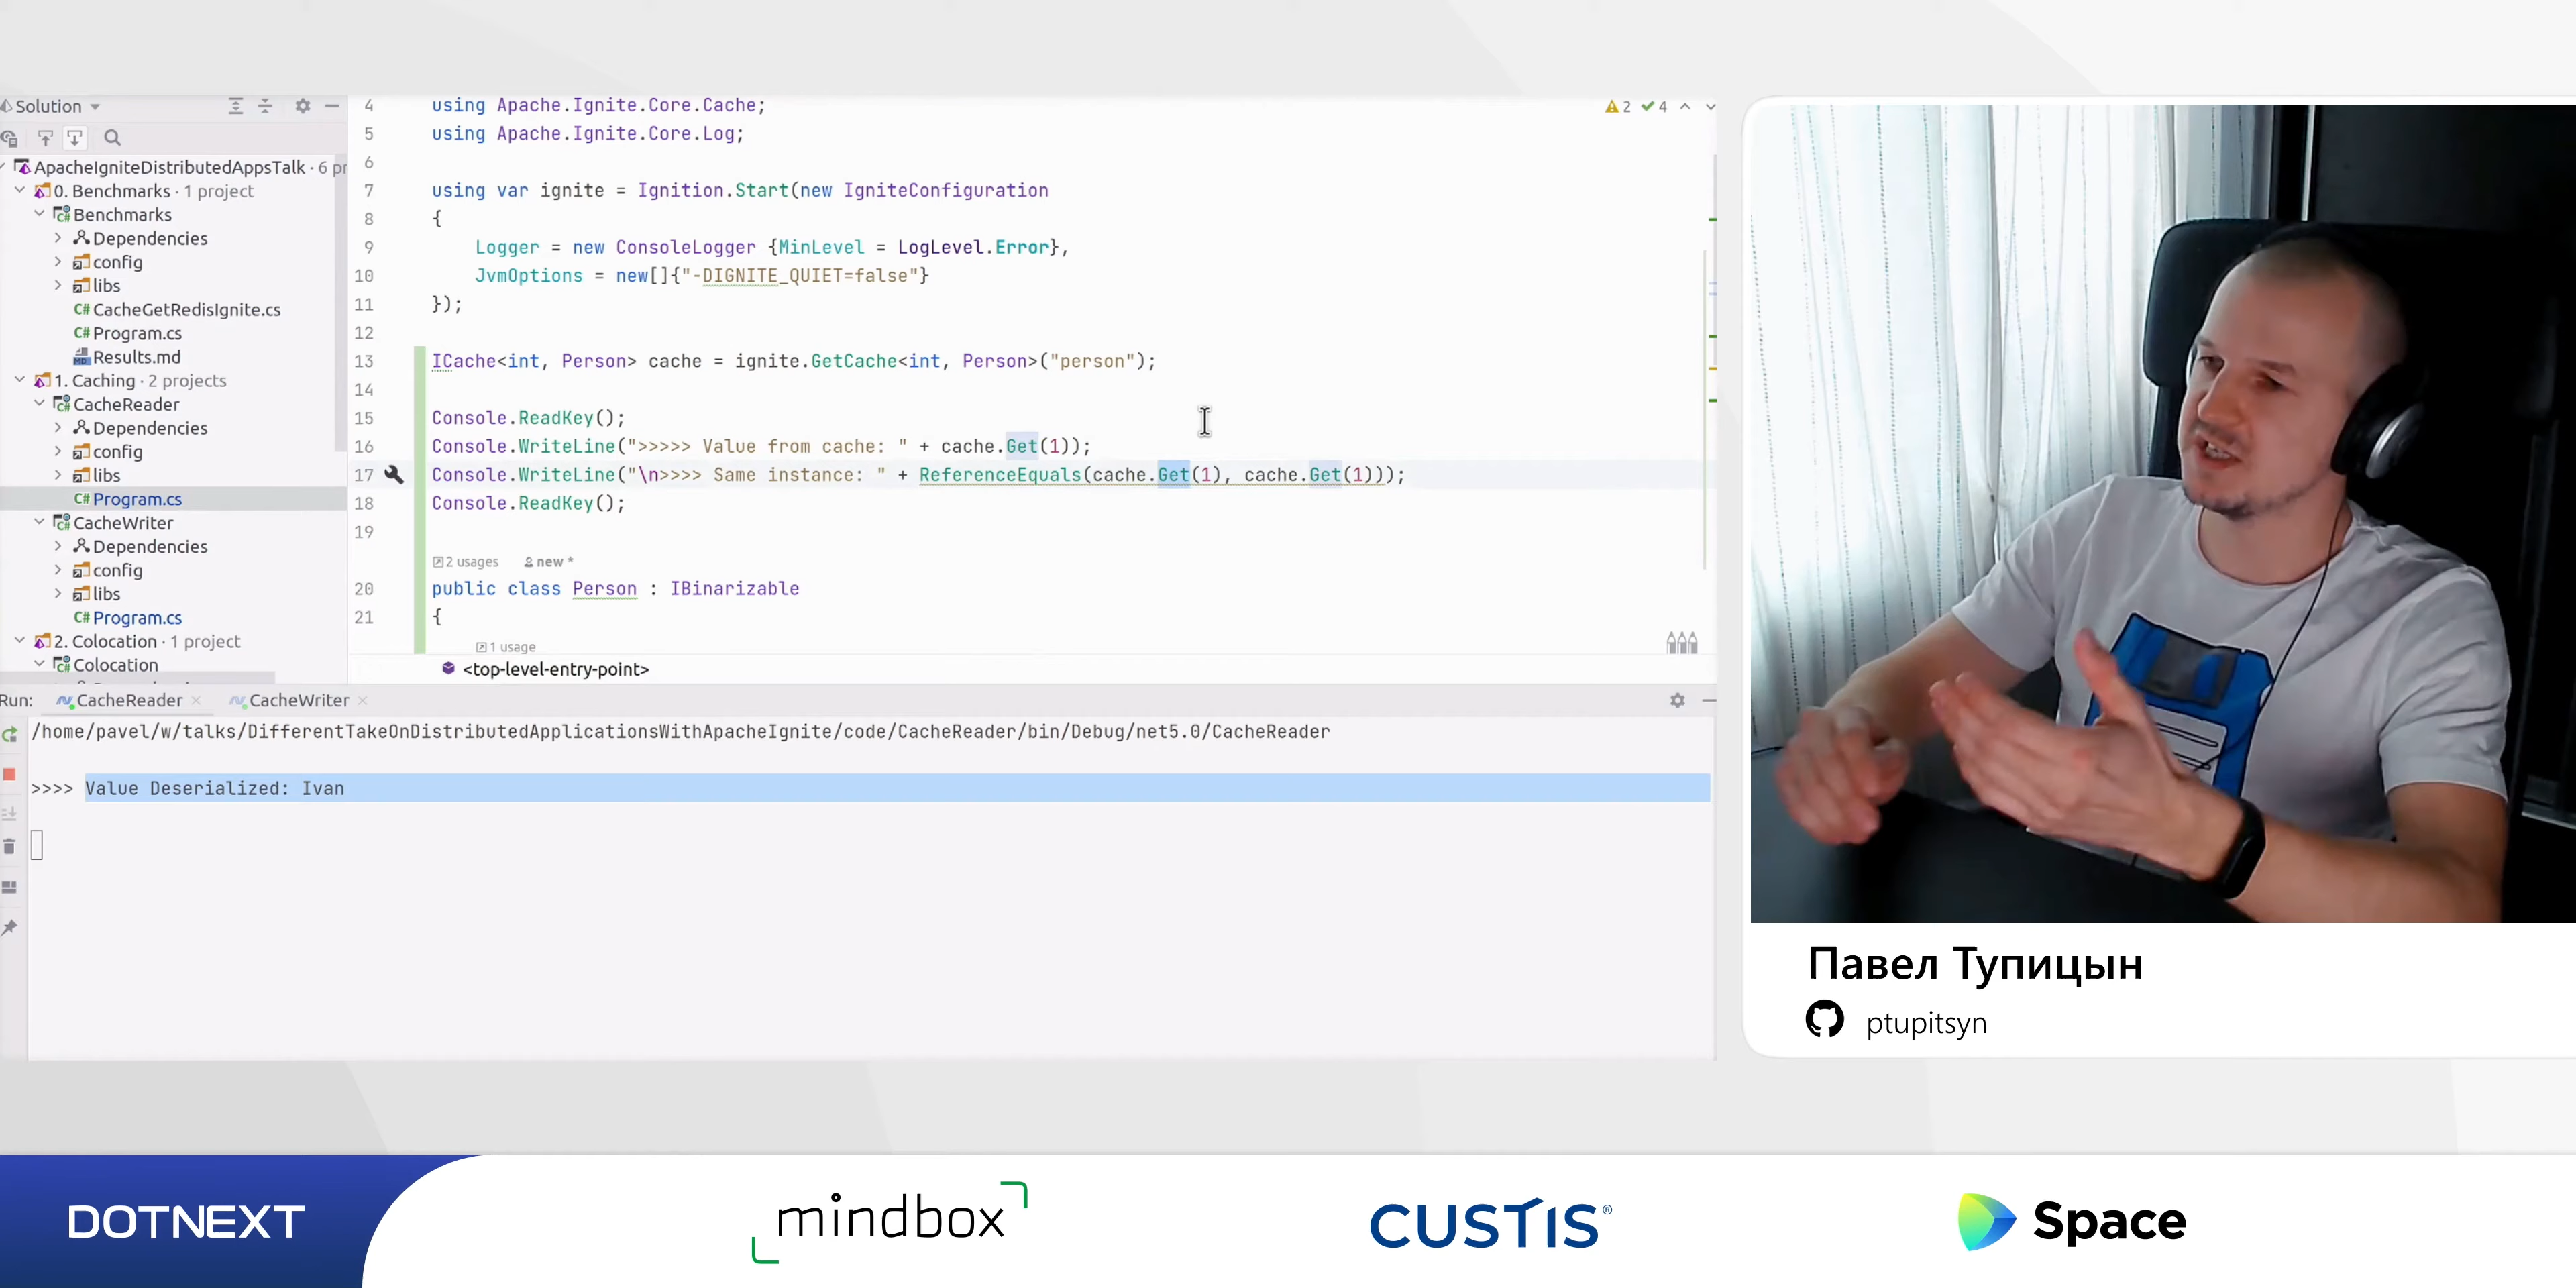 Solution
ApacheIgniteDistributedAppsTalk · 6 pr
0. Benchmarks · 1 project
Benchmarks
Dependencies
config
libs
C# CacheGetRedisIgnite.cs
C# Program.cs
MD Results.md
1. Caching · 2 projects
C# CacheReader
Dependencies
config
libs
C# Program.cs
C# CacheWriter
Dependencies
config
libs
C# Program.cs
2. Colocation · 1 project
C# Colocation
2 4
4 using Apache.Ignite.Core.Cache;
5 using Apache.Ignite.Core.Log;
6
7 using var ignite = Ignition.Start(new IgniteConfiguration
8 {
9 Logger = new ConsoleLogger {MinLevel = LogLevel.Error},
10 JvmOptions = new[]{"-DIGNITE_QUIET=false"}
11 });
12
13 ICache<int, Person> cache = ignite.GetCache<int, Person>("person");
14
15 Console.ReadKey();
16 Console.WriteLine(">>>>> Value from cache: " + cache.Get(1));
17 Console.WriteLine("\n>>>> Same instance: " + ReferenceEquals(cache.Get(1), cache.Get(1)));
18 Console.ReadKey();
19
2 usages new *
20 public class Person : IBinarizable
21 {
1 usage
<top-level-entry-point>
Run: CacheReader CacheWriter
/home/pavel/w/talks/DifferentTakeOnDistributedApplicationsWithApacheIgnite/code/CacheReader/bin/Debug/net5.0/CacheReader
>>>> Value Deserialized: Ivan
Павел Тупицын
ptupitsyn
DOTNEXT
mindbox
CUSTIS®
Space